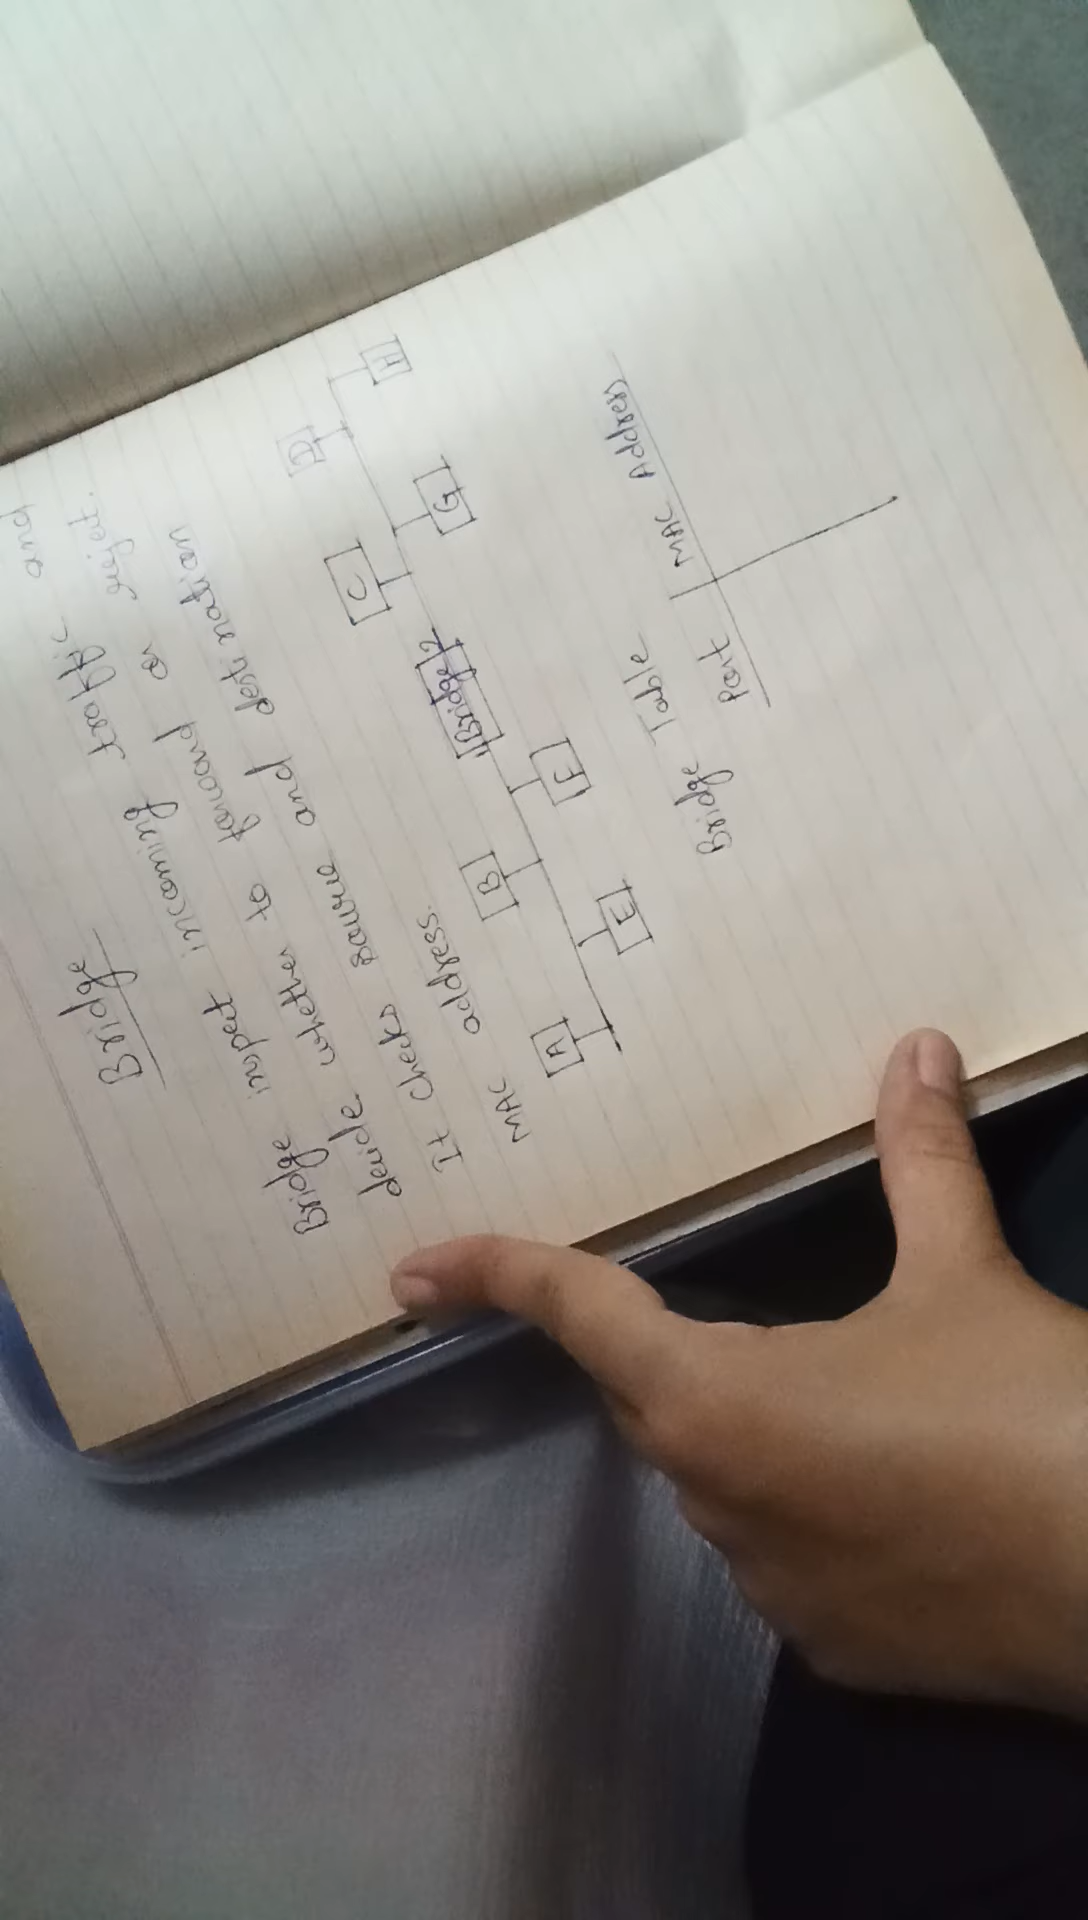 Bridge
Bridge inspect incoming traffic and
decide whether to forward or reject.
It checks source and destination
MAC address.
A B C D
1 Bridge 2
E F G H
Bridge Table
Port | MAC Address